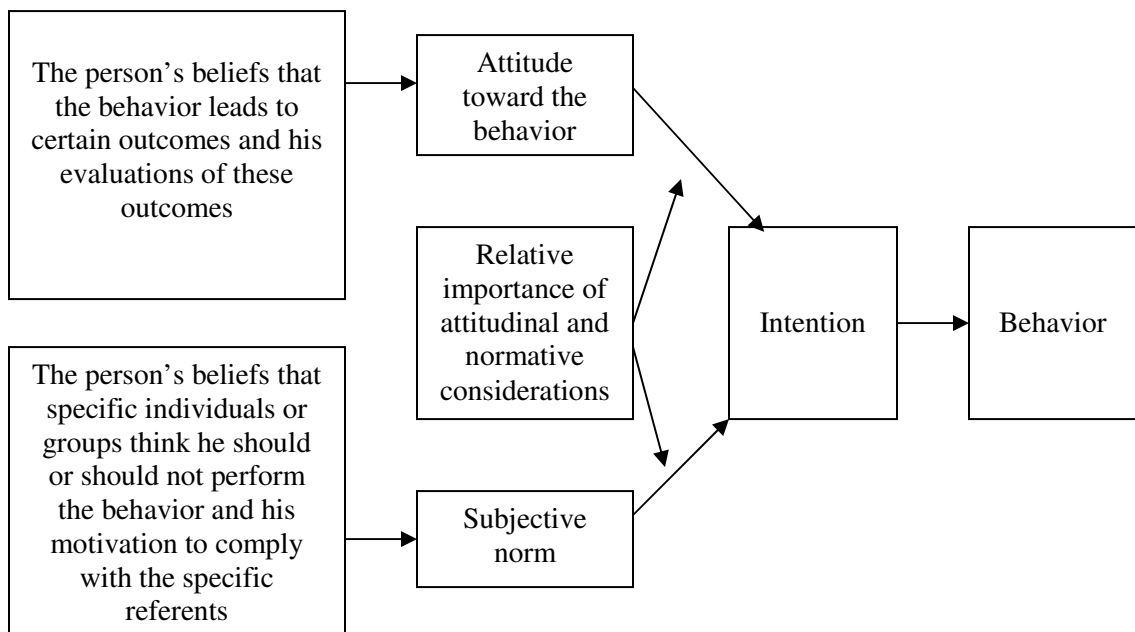 The person’s beliefs that
the behavior leads to
certain outcomes and his
evaluations of these
outcomes
Attitude
toward the
behavior
Relative
importance of
attitudinal and
normative
considerations
Intention
Behavior
The person’s beliefs that
specific individuals or
groups think he should
or should not perform
the behavior and his
motivation to comply
with the specific
referents
Subjective
norm